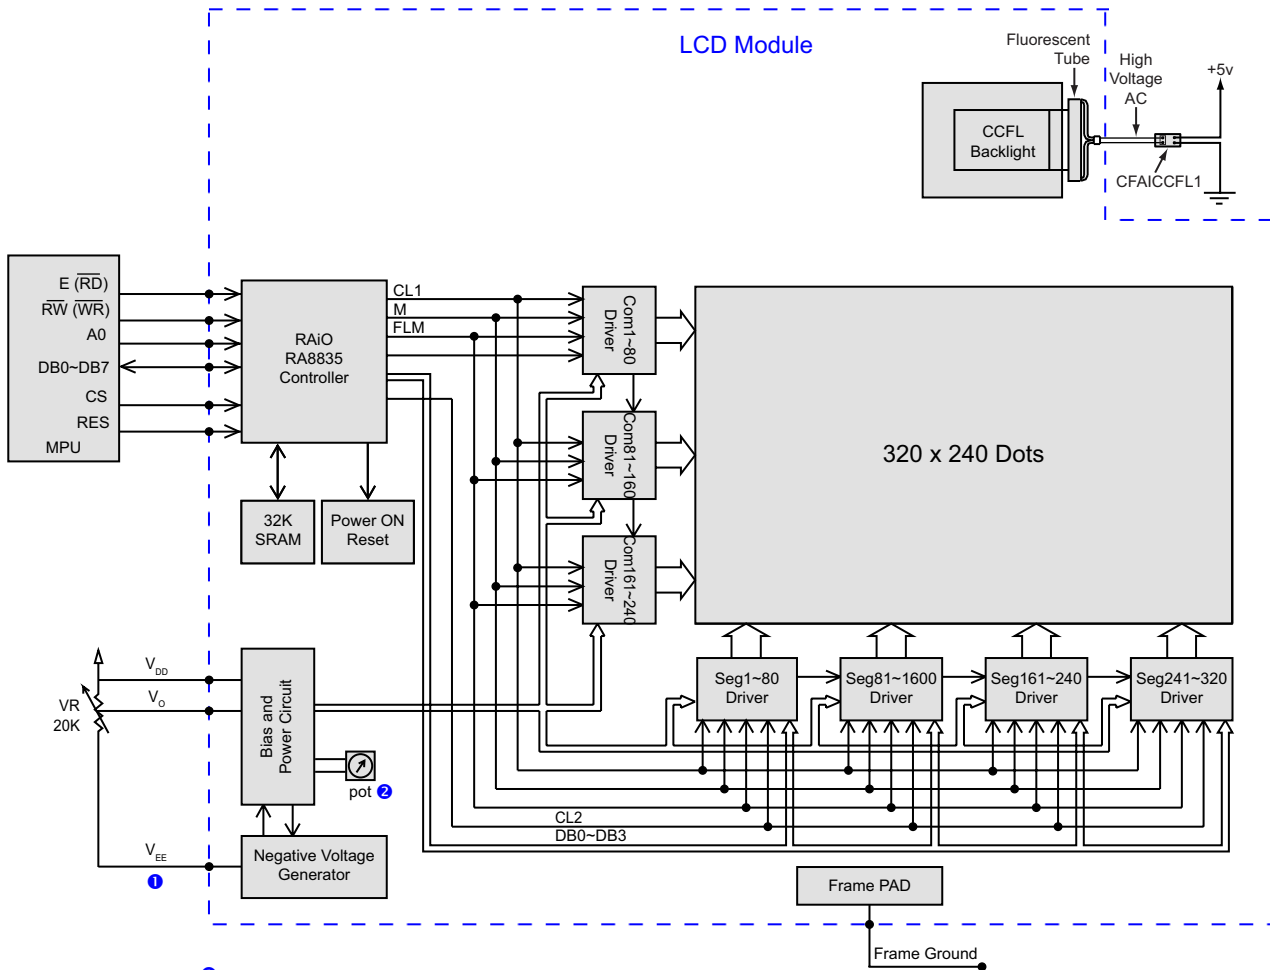 LCD Module
Fluorescent
Tube
High
Voltage
AC
+5v
CCFL
Backlight
CFAICCFL1
E (RD)
RW (WR)
A0
DB0~DB7
CS
RES
MPU
RAiO
RA8835
Controller
CL1
M
FLM
Com1~80
Driver
Com81~160
Driver
Com161~240
Driver
320 x 240 Dots
32K
SRAM
Power ON
Reset
VDD
VO
VR
20K
Bias and
Power Circuit
pot 2
Seg1~80
Driver
Seg81~1600
Driver
Seg161~240
Driver
Seg241~320
Driver
CL2
DB0~DB3
VEE
1
Negative Voltage
Generator
Frame PAD
Frame Ground